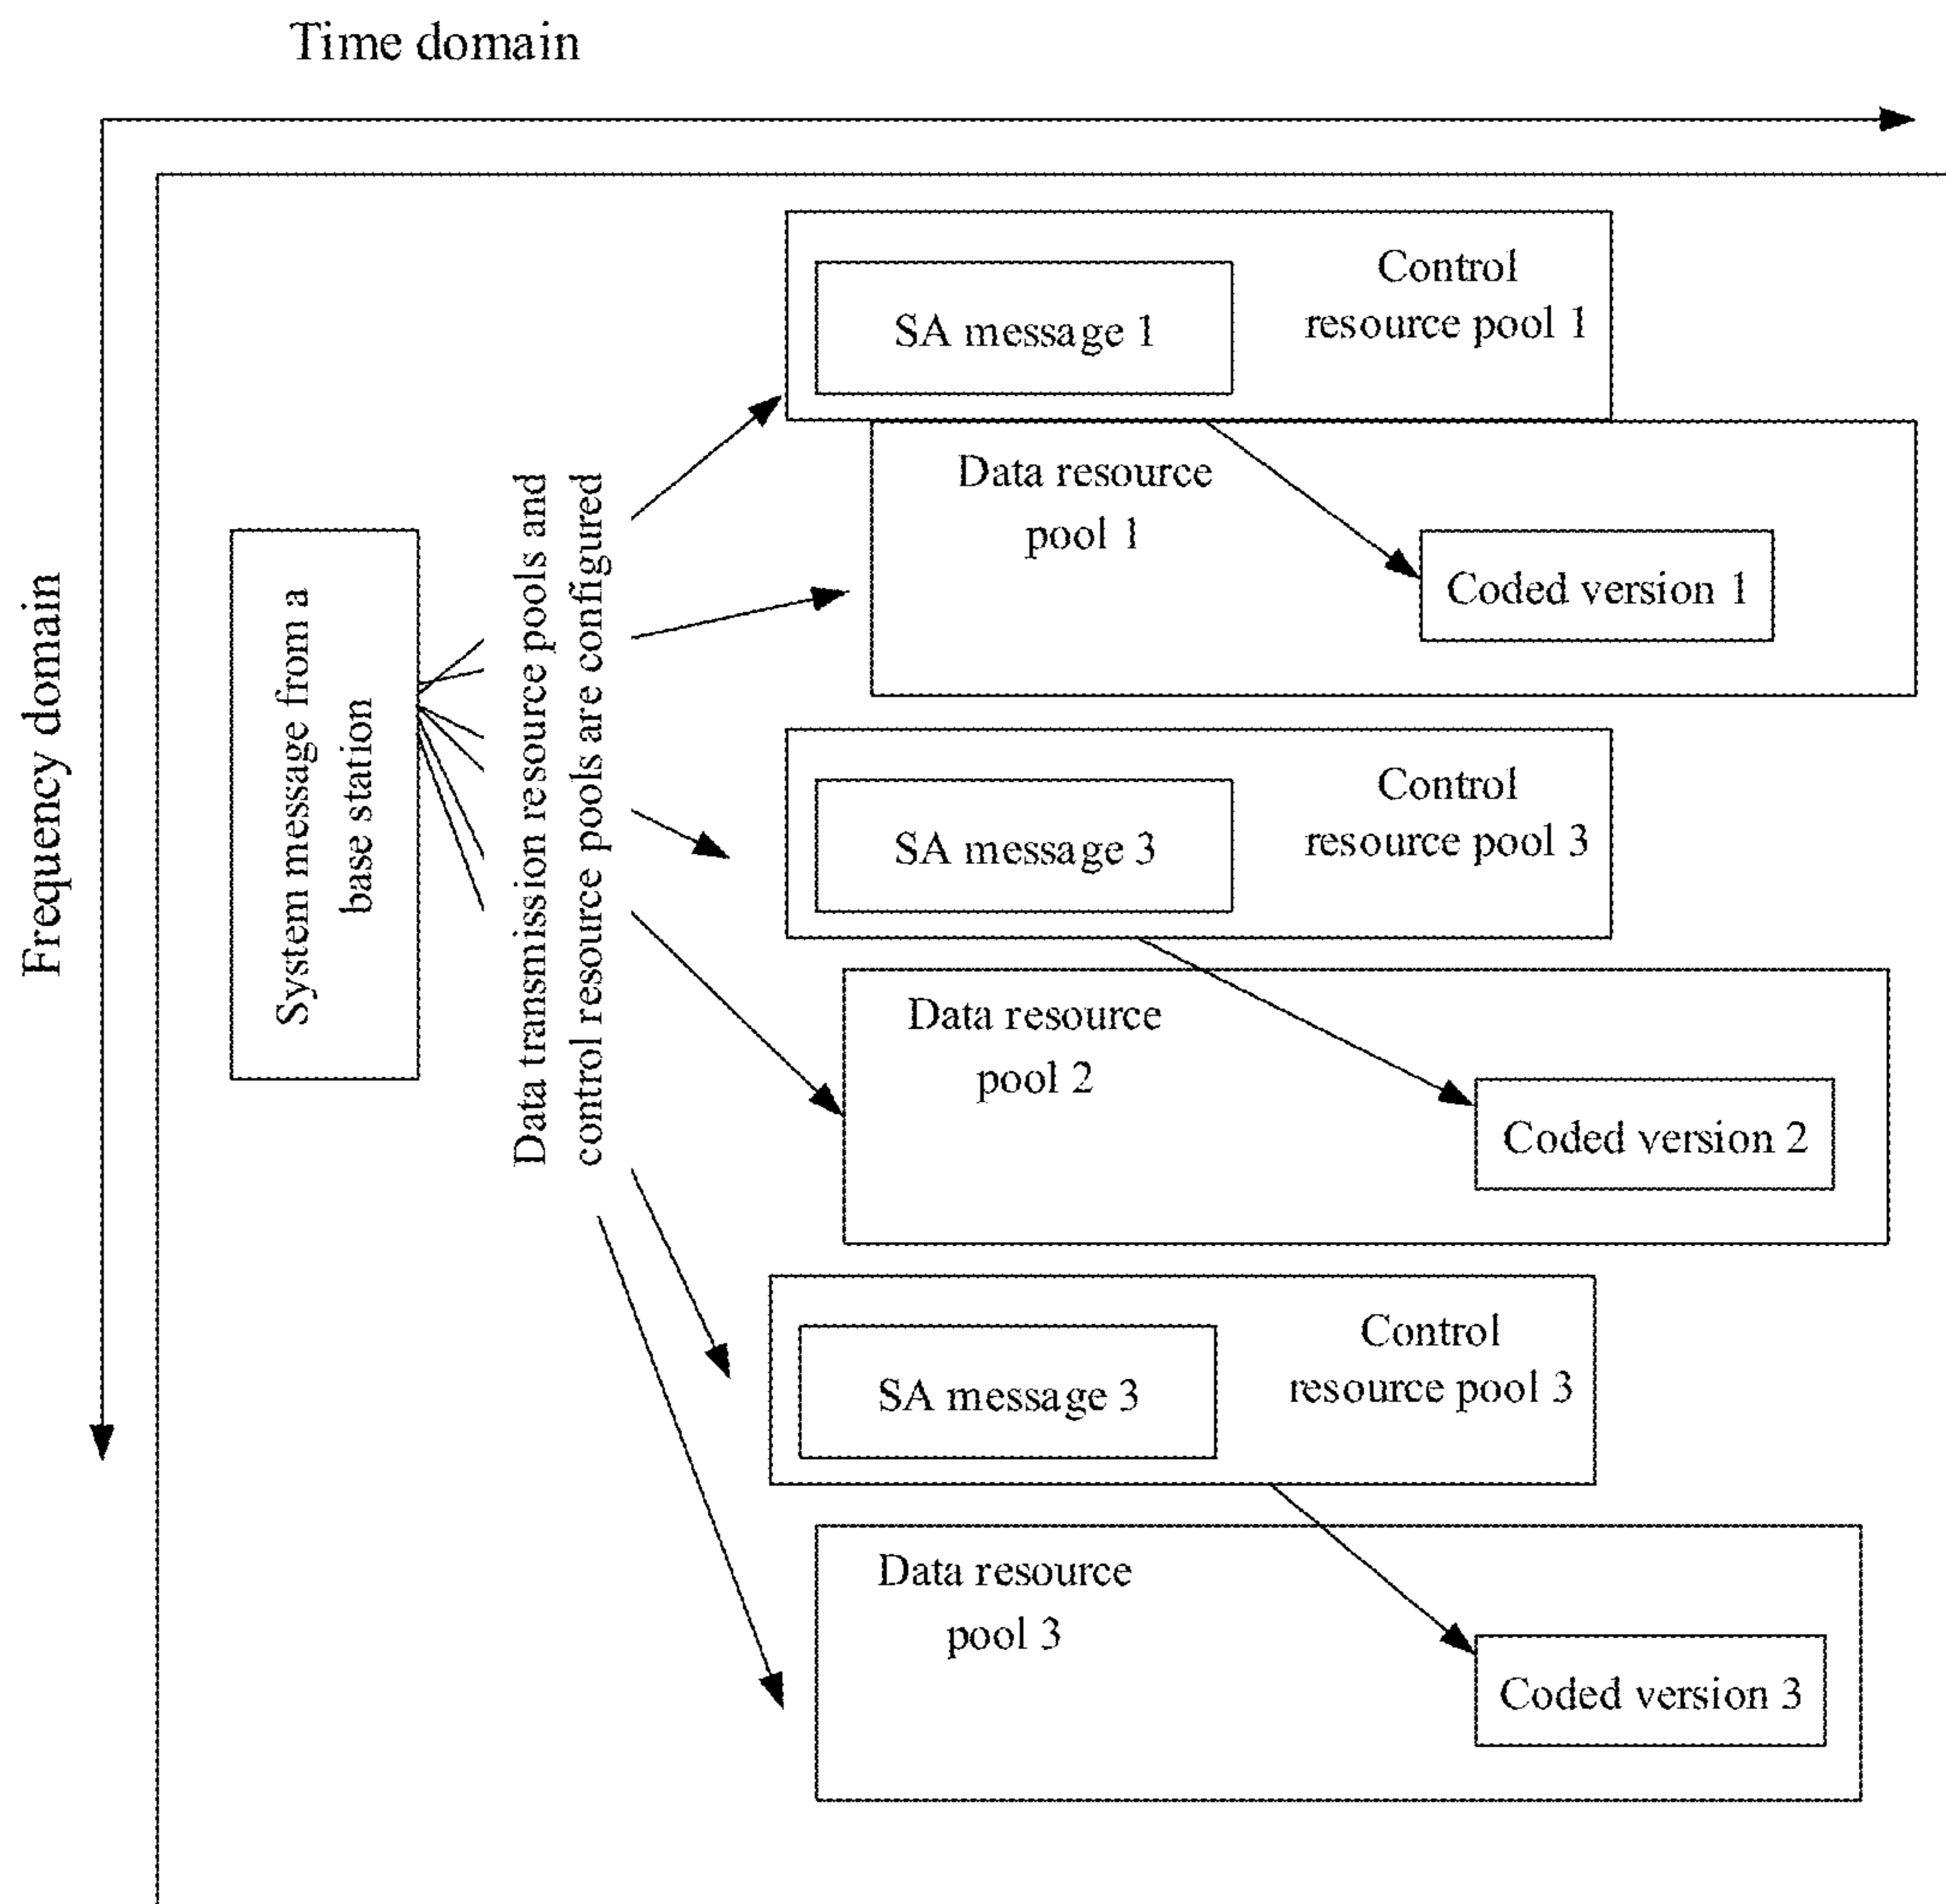 Time domain
Frequency domain
System message from a
base station
Data transmission resource pools and
control resource pools are configured
SA message 1
Control
resource pool 1
Data resource
pool 1
Coded version 1
SA message 3
Control
resource pool 3
Data resource
pool 2
Coded version 2
SA message 3
Control
resource pool 3
Data resource
pool 3
Coded version 3